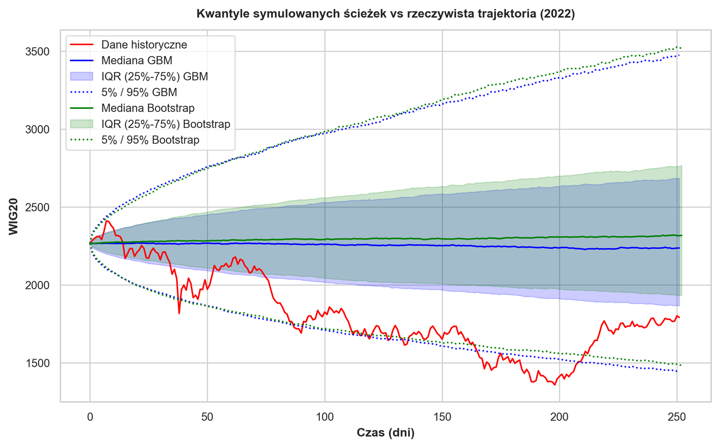 Kwantyle symulowanych ścieżek vs rzeczywista trajektoria (2022)
Dane historyczne
Mediana GBM
IQR (25%-75%) GBM
5% / 95% GBM
Mediana Bootstrap
IQR (25%-75%) Bootstrap
5% / 95% Bootstrap
WIG20
3500
3000
2500
2000
1500
0 50 100 150 200 250
Czas (dni)